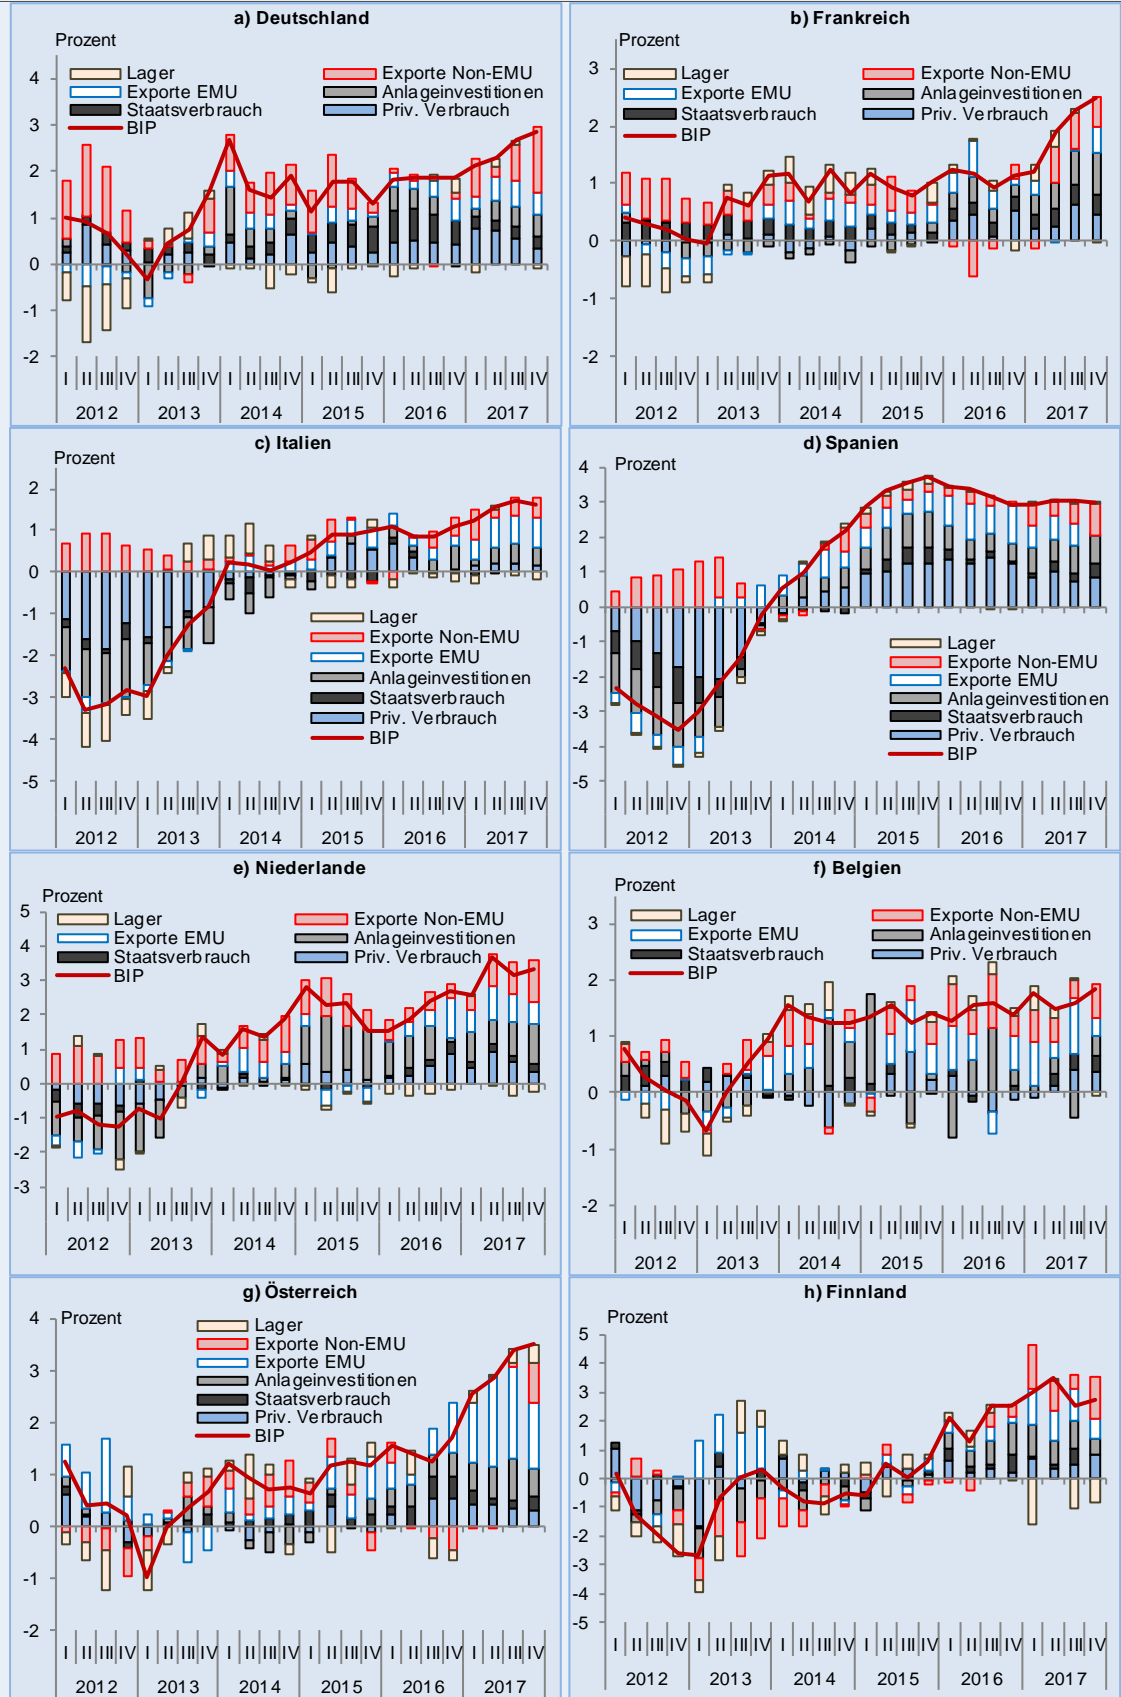 a) Deutschland
Prozent
Lager
Exporte Non-EMU
Exporte EMU
Anlageinvestitionen
Staatsverbrauch
Priv. Verbrauch
BIP
4
3
2
1
0
-1
-2
I II III IV I II III IV I II III IV I II III IV I II III IV I II III IV
2012 2013 2014 2015 2016 2017
b) Frankreich
Prozent
Lager
Exporte Non-EMU
Exporte EMU
Anlageinvestitionen
Staatsverbrauch
Priv. Verbrauch
BIP
3
2
1
0
-1
-2
I II III IV I II III IV I II III IV I II III IV I II III IV I II III IV
2012 2013 2014 2015 2016 2017
c) Italien
Prozent
2
1
0
-1
-2
-3
-4
-5
Lager
Exporte Non-EMU
Exporte EMU
Anlageinvestitionen
Staatsverbrauch
Priv. Verbrauch
BIP
I II III IV I II III IV I II III IV I II III IV I II III IV I II III IV
2012 2013 2014 2015 2016 2017
d) Spanien
Prozent
4
3
2
1
0
-1
-2
-3
-4
-5
Lager
Exporte Non-EMU
Exporte EMU
Anlageinvestitionen
Staatsverbrauch
Priv. Verbrauch
BIP
I II III IV I II III IV I II III IV I II III IV I II III IV I II III IV
2012 2013 2014 2015 2016 2017
e) Niederlande
Prozent
Lager
Exporte Non-EMU
Exporte EMU
Anlageinvestitionen
Staatsverbrauch
Priv. Verbrauch
BIP
5
4
3
2
1
0
-1
-2
-3
I II III IV I II III IV I II III IV I II III IV I II III IV I II III IV
2012 2013 2014 2015 2016 2017
f) Belgien
Prozent
Lager
Exporte Non-EMU
Exporte EMU
Anlageinvestitionen
Staatsverbrauch
Priv. Verbrauch
BIP
3
2
1
0
-1
-2
I II III IV I II III IV I II III IV I II III IV I II III IV I II III IV
2012 2013 2014 2015 2016 2017
g) Österreich
Prozent
Lager
Exporte Non-EMU
Exporte EMU
Anlageinvestitionen
Staatsverbrauch
Priv. Verbrauch
BIP
4
3
2
1
0
-1
-2
I II III IV I II III IV I II III IV I II III IV I II III IV I II III IV
2012 2013 2014 2015 2016 2017
h) Finnland
Prozent
5
4
3
2
1
0
-1
-2
-3
-4
-5
I II III IV I II III IV I II III IV I II III IV I II III IV I II III IV
2012 2013 2014 2015 2016 2017